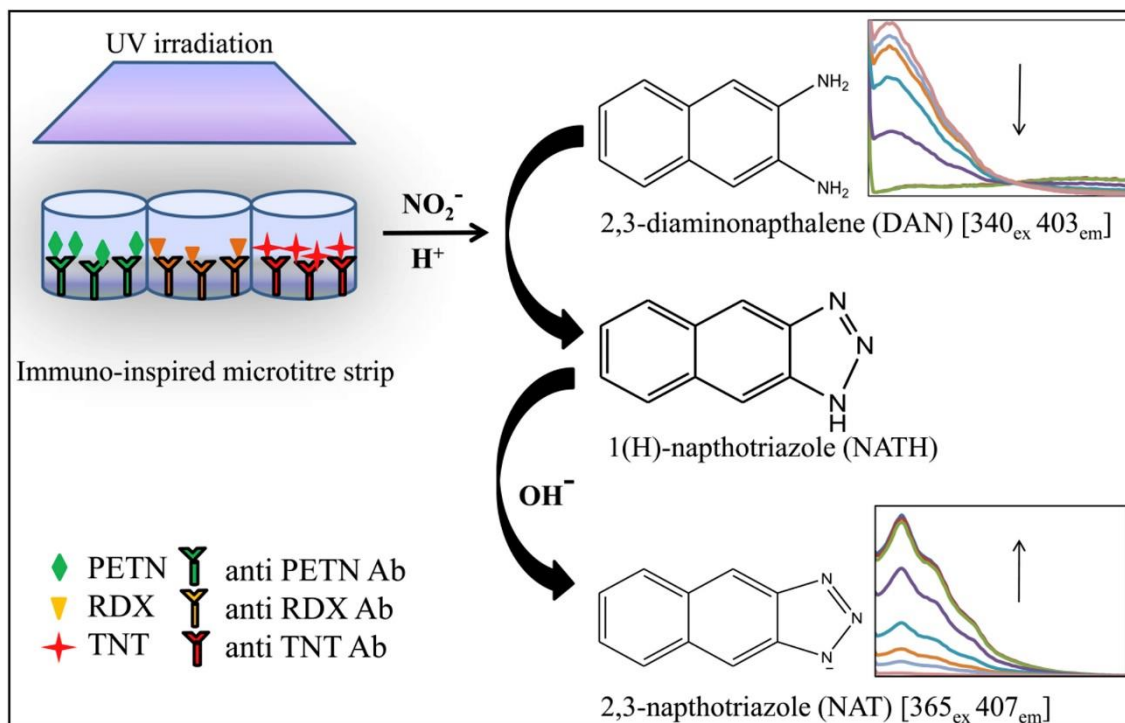 UV irradiation
NO₂⁻
H⁺
Immuno-inspired microtitre strip
NH₂
NH₂
2,3-diaminonapthalene (DAN) [340ₑₓ 403ₑₘ]
N
N
N
H
1(H)-napthotriazole (NATH)
OH⁻
PETN anti PETN Ab
RDX anti RDX Ab
TNT anti TNT Ab
N
N
N
-
2,3-napthotriazole (NAT) [365ₑₓ 407ₑₘ]